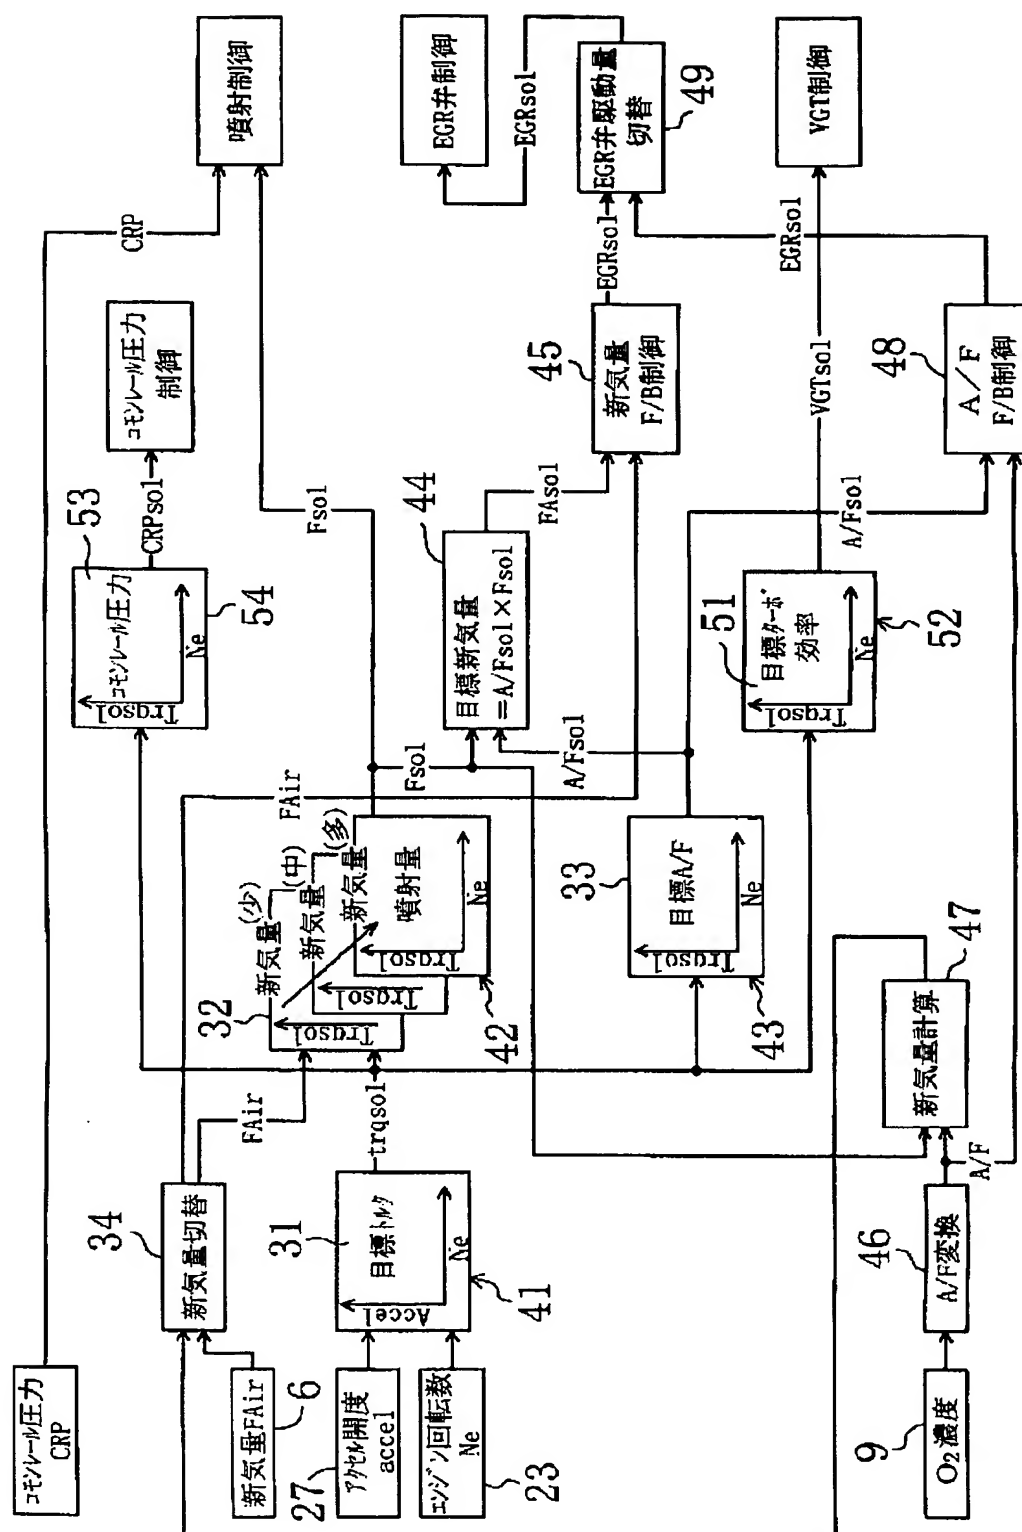 コモンレール圧力
CRP
CRP
噴射制御
新気量FAir
6
34
新気量切替
FAir
FAir
27
アクセル開度
accel
エンジン回転数
Ne
23
31
目標トルク
Accel
Ne
41
trqsol
32
新気量(少)
新気量(中)
新気量(多)
噴射量
Trqsol
Trqsol
Trqsol
Ne
42
Fsol
Fsol
53
コモンレール圧力
Trqsol
Ne
54
CRPsol
コモンレール圧力
制御
33
目標A/F
Trqsol
Ne
43
A/Fsol
A/Fsol
44
目標新気量
=A/Fsol×Fsol
FAsol
45
新気量
F/B制御
EGRsol
EGR弁駆動量
切替
49
EGRsol
EGR弁制御
51
目標ターボ
効率
Trqsol
Ne
52
VGTsol
VGT制御
9
O2濃度
46
A/F変換
A/F
新気量計算
47
48
A/F
F/B制御
EGRsol